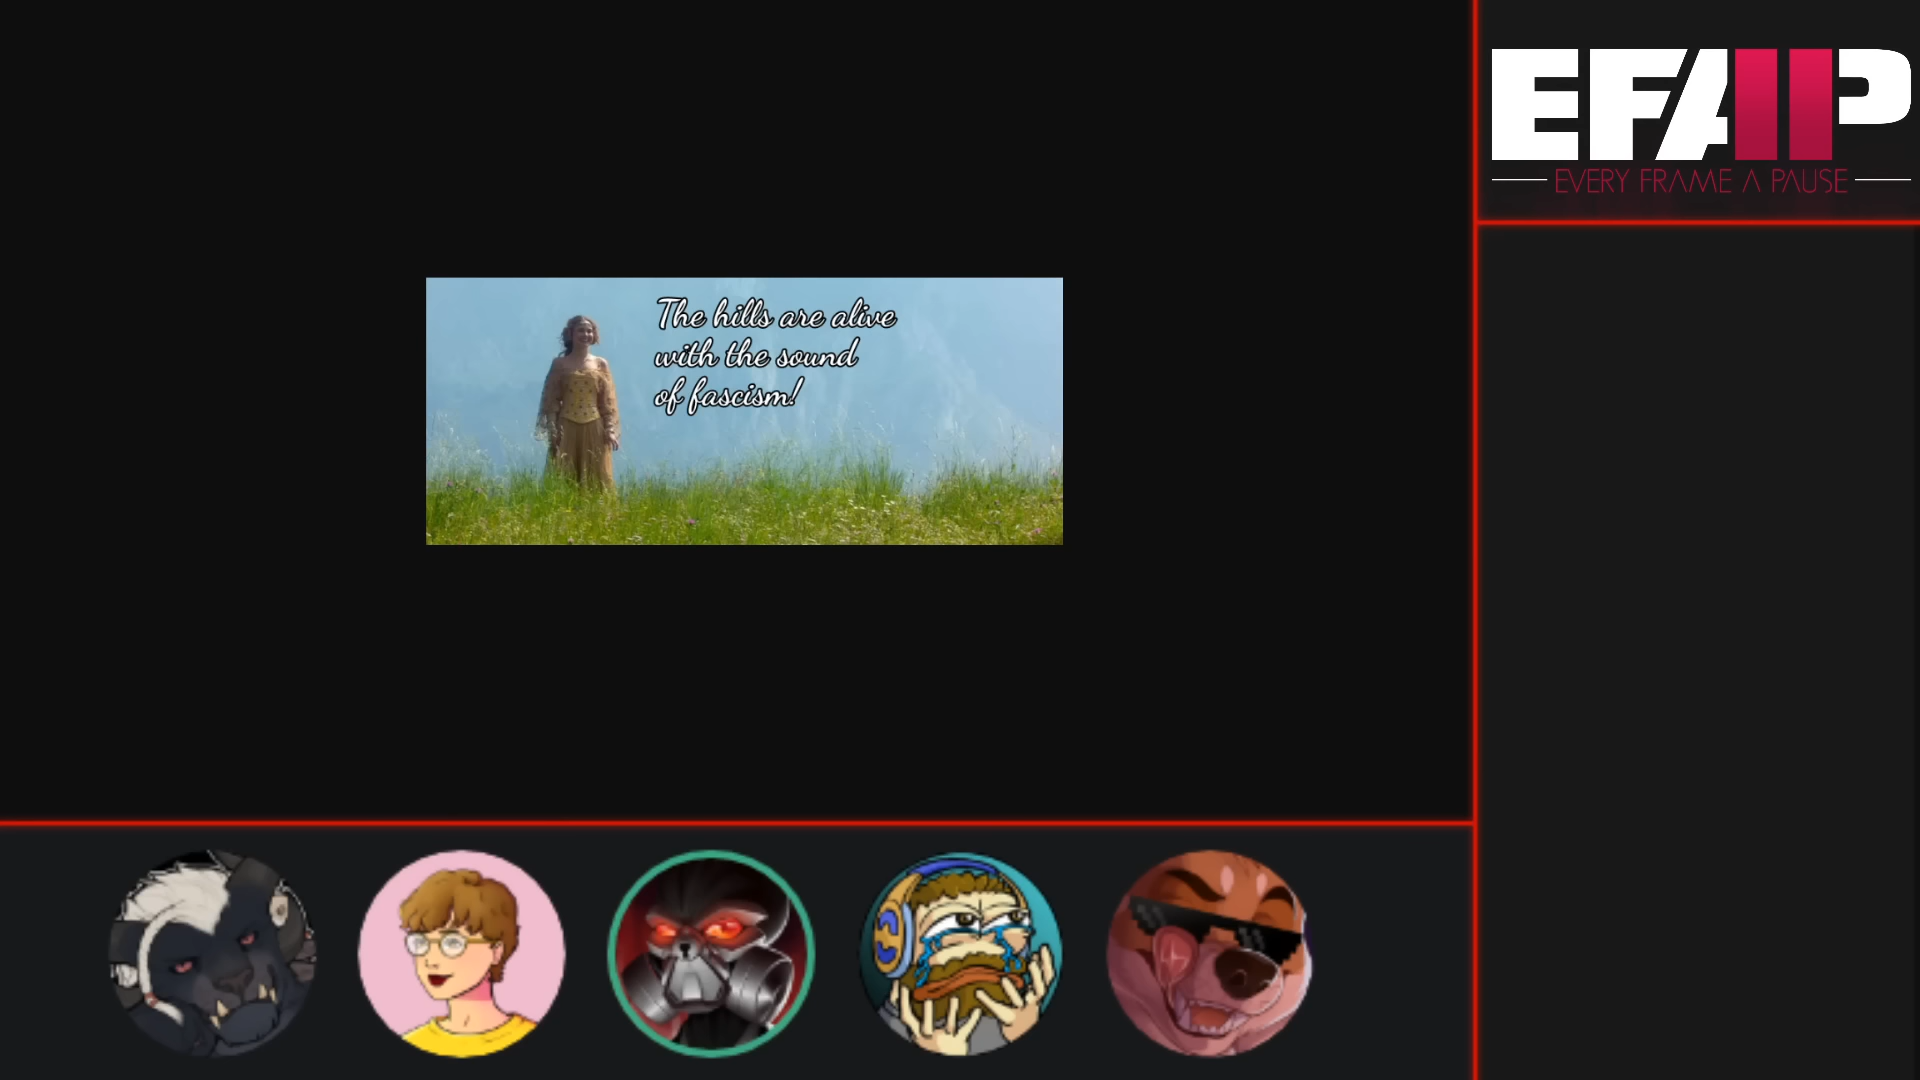 EFAP
EVERY FRAME A PAUSE
The hills are alive
with the sound
of fascism!